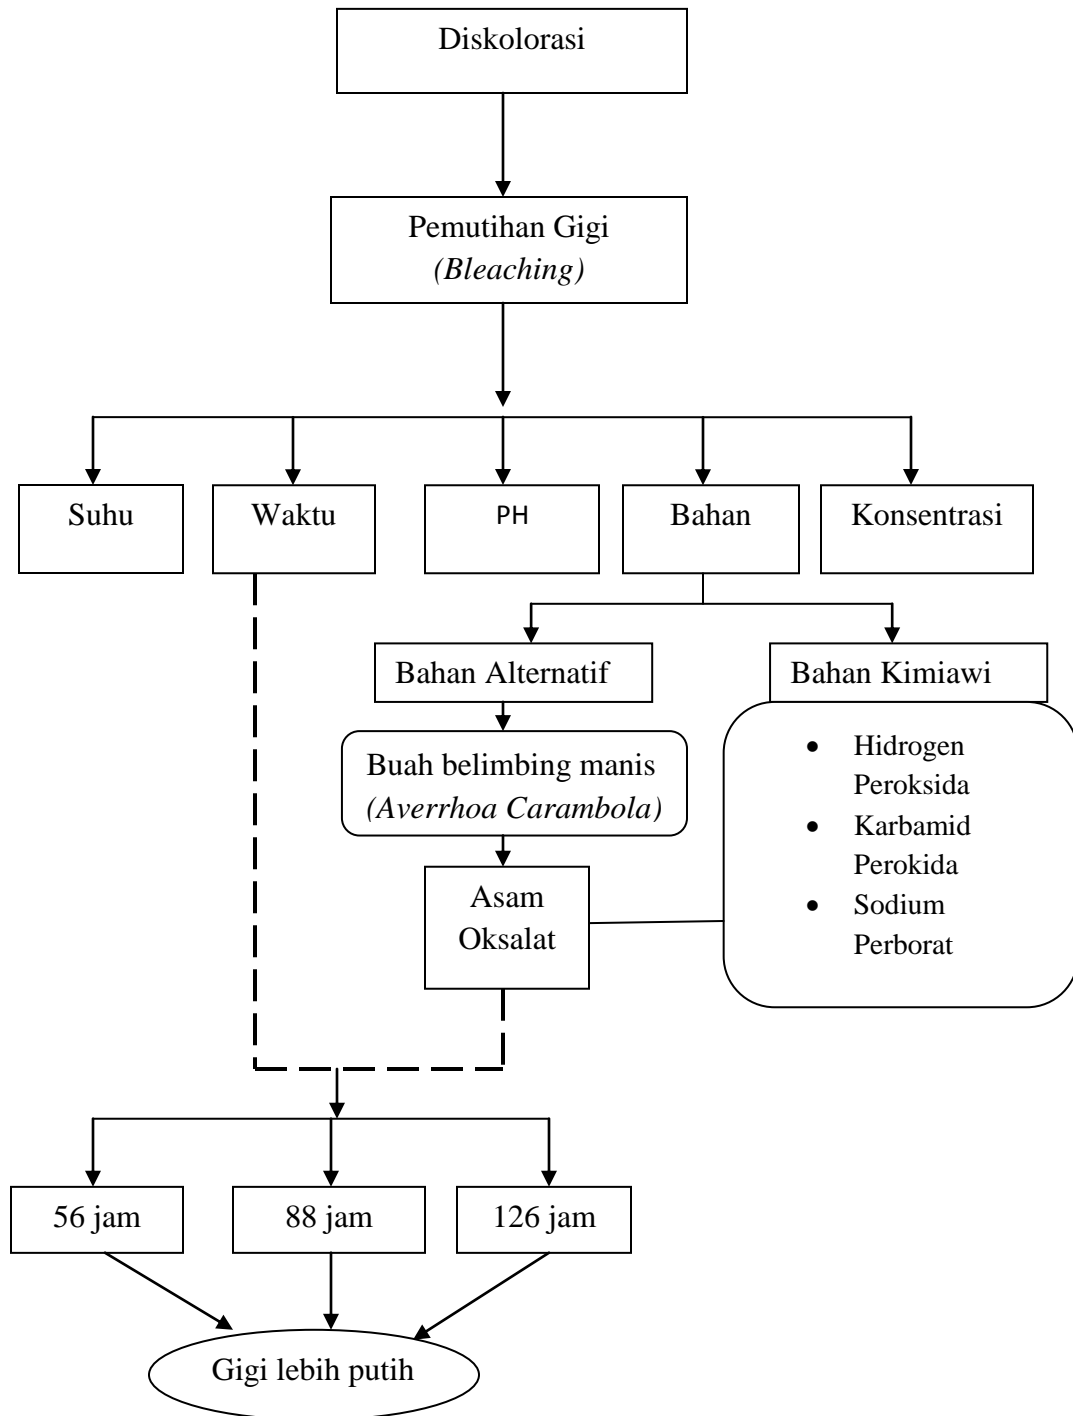 Diskolorasi
Pemutihan Gigi
(Bleaching)
Suhu
Waktu
PH
Bahan
Konsentrasi
Bahan Alternatif
Bahan Kimiawi
Buah belimbing manis
(Averrhoa Carambola)
• Hidrogen
Peroksida
• Karbamid
Perokida
• Sodium
Perborat
Asam
Oksalat
56 jam
88 jam
126 jam
Gigi lebih putih